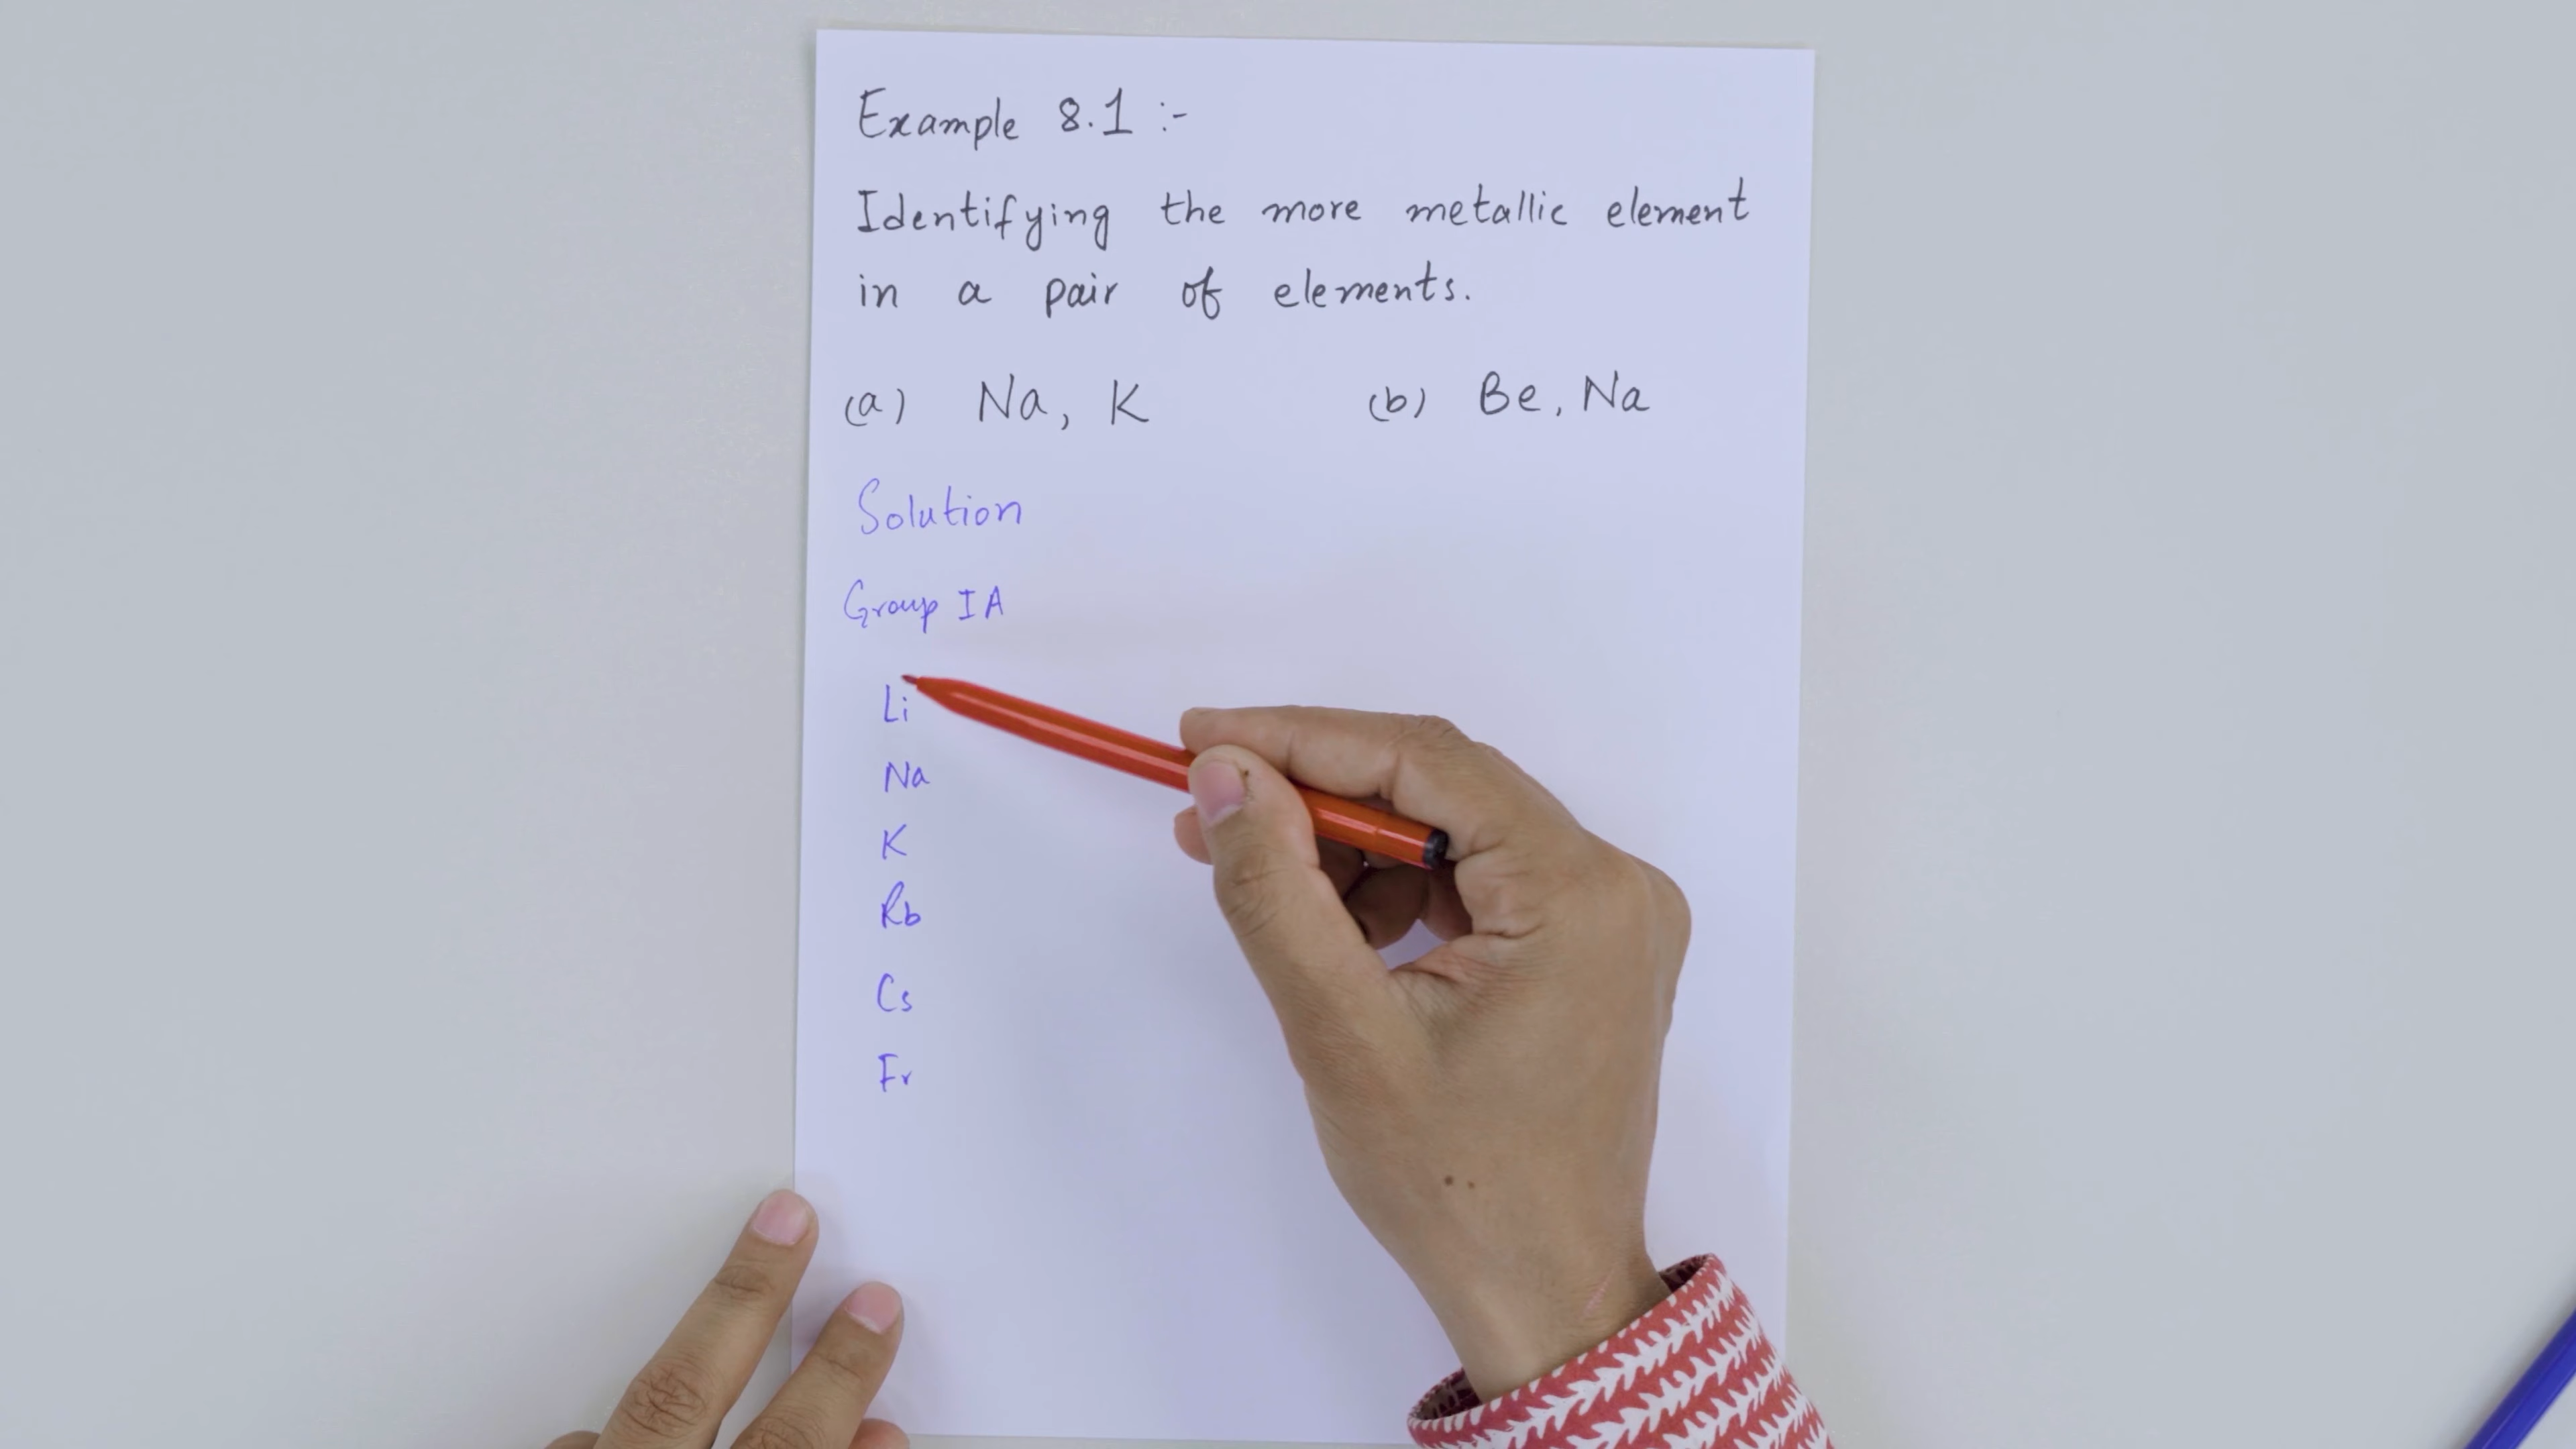 Example 8.1 :-
Identifying the more metallic element
in a pair of elements.
(a) Na, K (b) Be, Na
Solution
Group IA
Li
Na
K
Rb
Cs
Fr